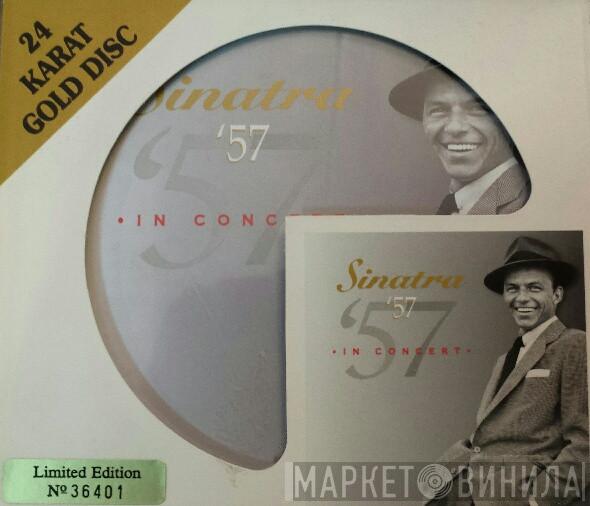 24
KARAT
GOLD DISC
Sinatra
'57
'57
• IN CONCERT
Sinatra
'57
'57
• IN CONCERT •
Limited Edition
Nº 36401
МАРКЕТ ВИНИЛА